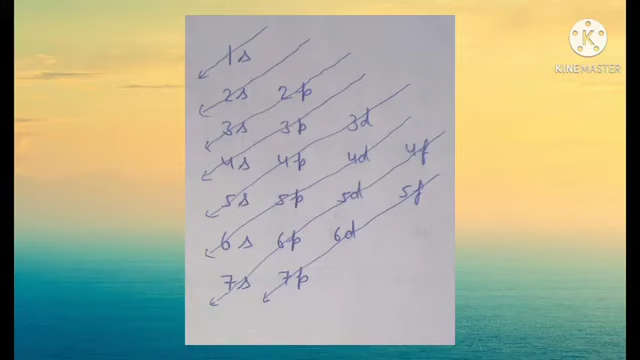 1s
2s 2p
3s 3p 3d
4s 4p 4d 4f
5s 5p 5d 5f
6s 6p 6d
7s 7p
K
KINEMASTER